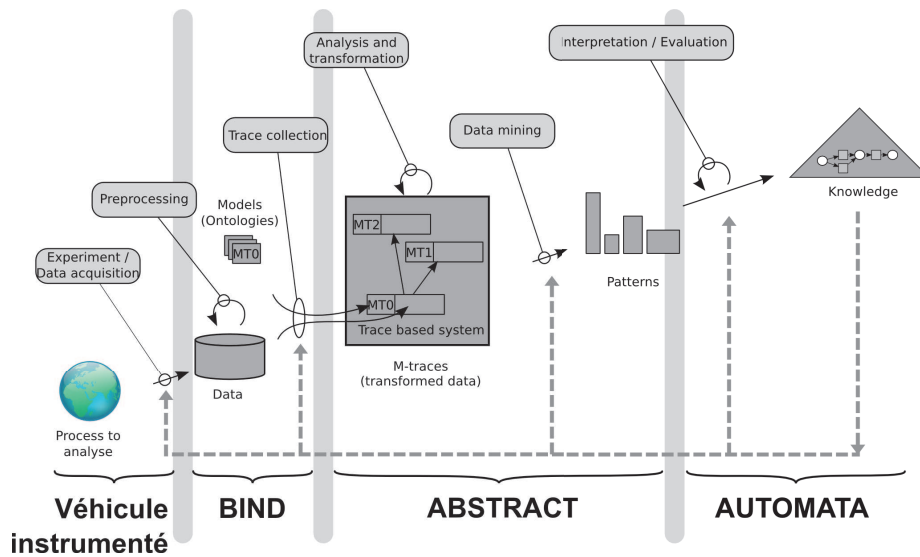 Analysis and
transformation
Interpretation / Evaluation
Trace collection
Data mining
Preprocessing
Models
(Ontologies)
MT0
Experiment /
Data acquisition
MT2
MT1
MT0
Trace based system
Knowledge
Patterns
M-traces
(transformed data)
Data
Process to
analyse
Véhicule
instrumenté
BIND
ABSTRACT
AUTOMATA